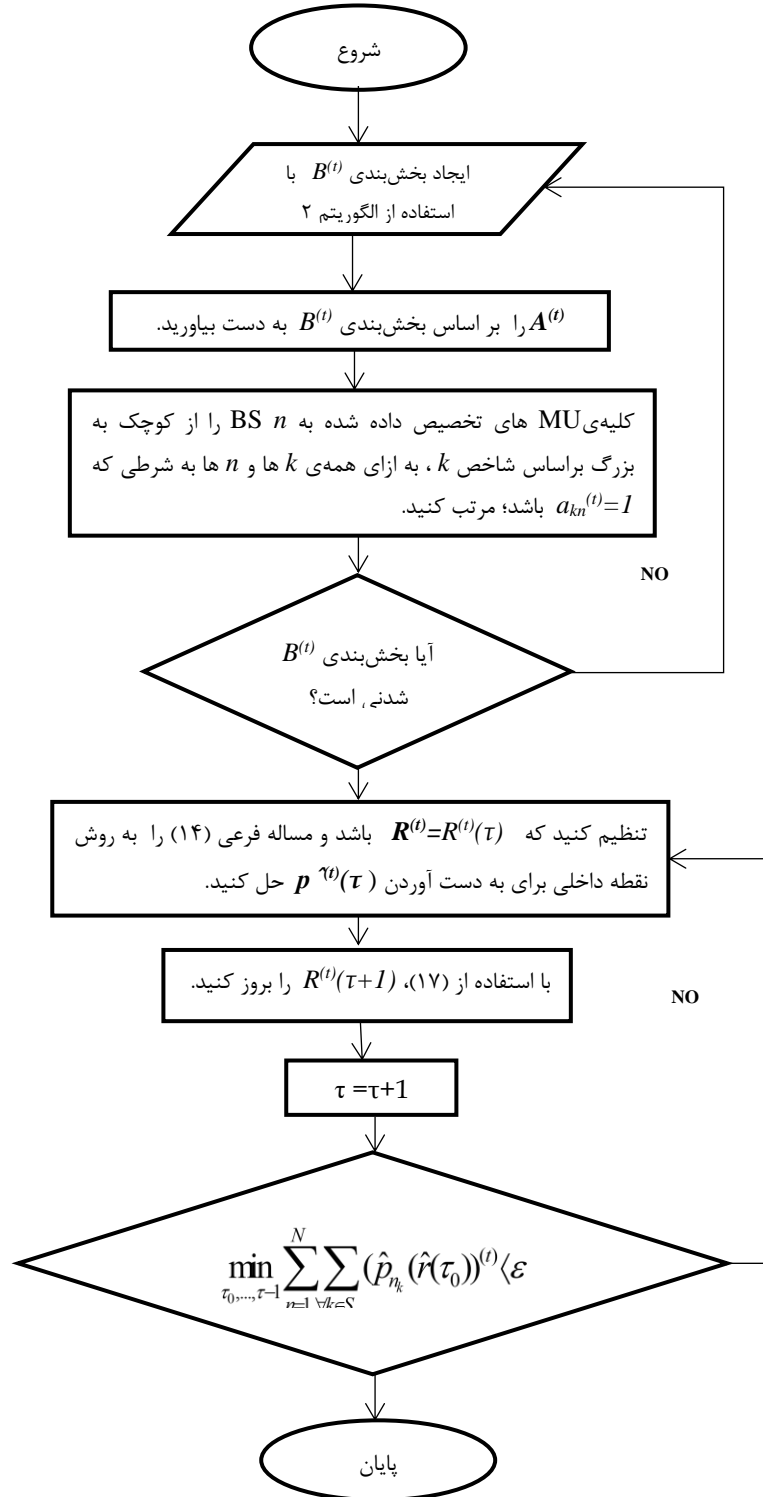 شروع
ایجاد بخش‌بندی B^(t) با
استفاده از الگوریتم ۲
A^(t) را بر اساس بخش‌بندی B^(t) به دست بیاورید.
کلیه‌ی MU های تخصیص داده شده به BS n را از کوچک به
بزرگ براساس شاخص k ، به ازای همه‌ی k ها و n ها به شرطی که
a_kn^(t)=1 باشد؛ مرتب کنید.
NO
آیا بخش‌بندی B^(t)
شدنی است؟
تنظیم کنید که R^(t)=R^(t)(τ) باشد و مساله فرعی (۱۴) را به روش
نقطه داخلی برای به دست آوردن p ˜^(t)(τ ) حل کنید.
با استفاده از (۱۷)، R^(t)(τ+1) را بروز کنید.
NO
τ =τ+1
min_{τ_0,...,τ−1} ∑_{n=1}^{N} ∑_{∀k∈S} (p̂_{n_k} (r̂(τ_0))^(t) ⟨ε
پایان